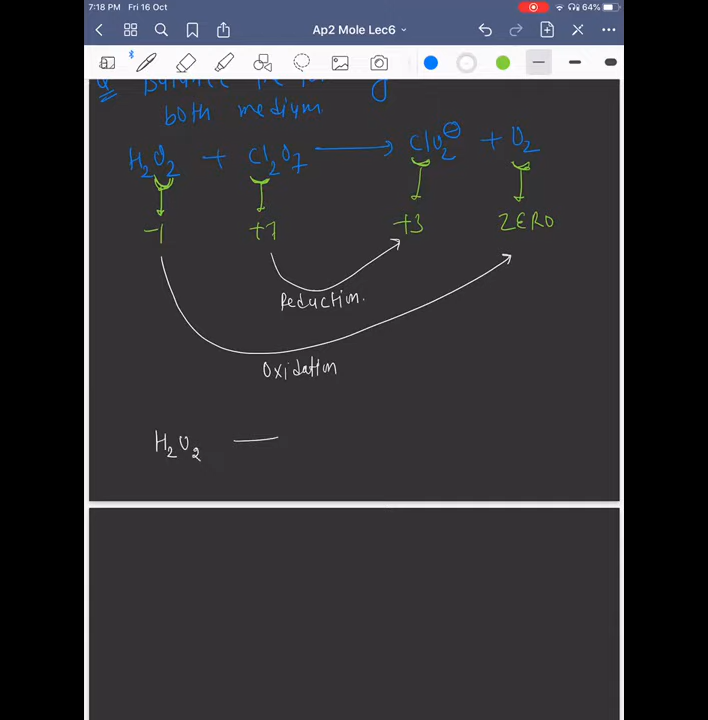 7:18 PM Fri 16 Oct 64%
Ap2 Mole Lec6
both medium.
H₂O₂ + Cl₂O₇ ⟶ ClO₂⊖ + O₂
-1 +7 +3 ZERO
Reduction.
Oxidation
H₂O₂ —